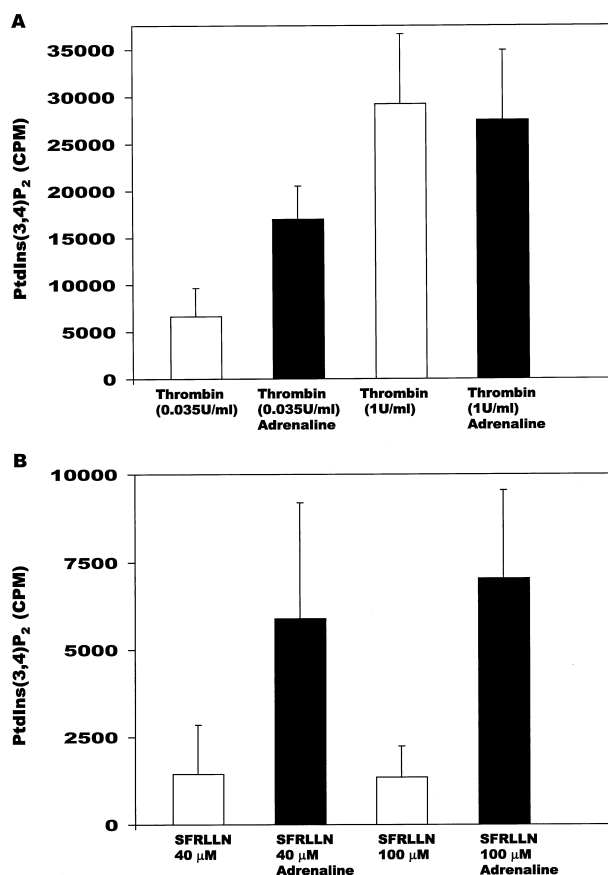 A
PtdIns(3,4)P2 (CPM)
35000
30000
25000
20000
15000
10000
5000
0
Thrombin
(0.035U/ml)
Thrombin
(0.035U/ml)
Adrenaline
Thrombin
(1U/ml)
Thrombin
(1U/ml)
Adrenaline
B
PtdIns(3,4)P2 (CPM)
10000
7500
5000
2500
0
SFRLLN
40 µM
SFRLLN
40 µM
Adrenaline
SFRLLN
100 µM
SFRLLN
100 µM
Adrenaline